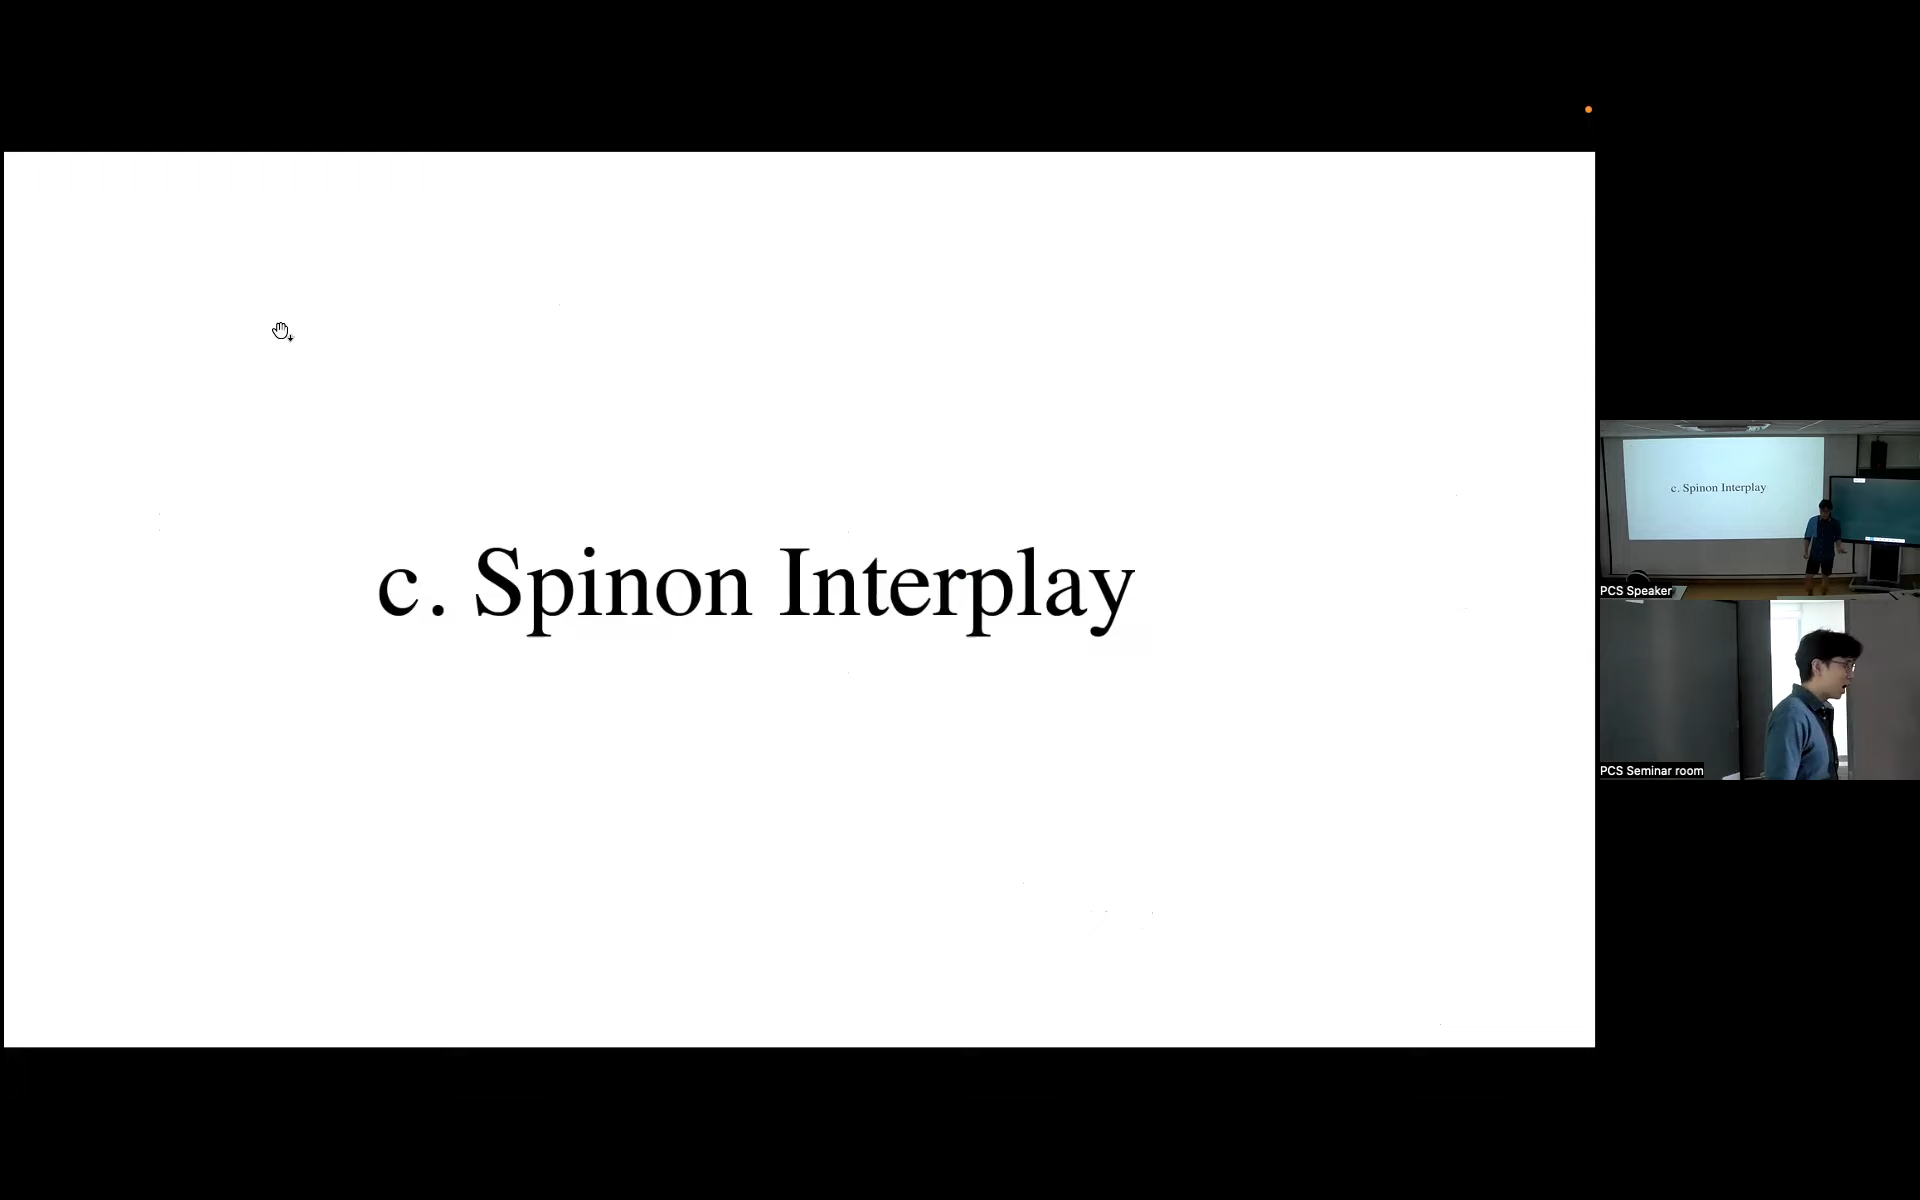 c. Spinon Interplay
c. Spinon Interplay
PCS Speaker
PCS Seminar room